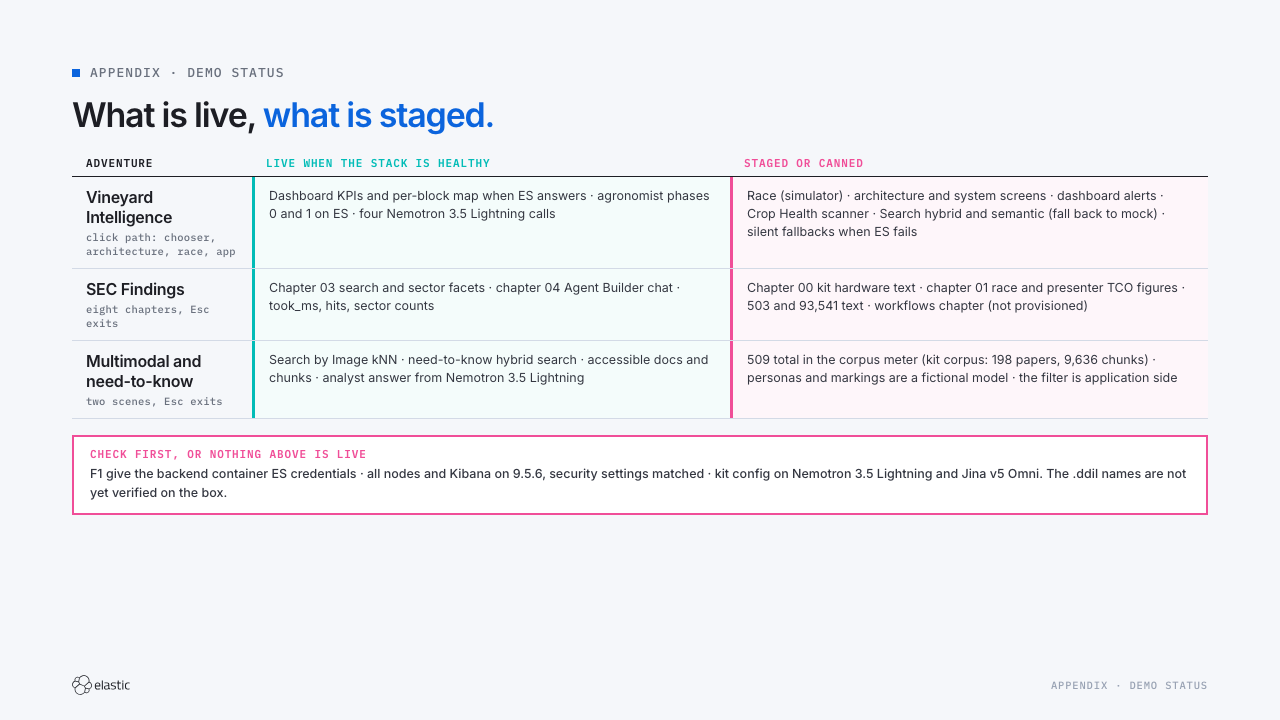 APPENDIX · DEMO STATUS
What is live, what is staged.
ADVENTURE
LIVE WHEN THE STACK IS HEALTHY
STAGED OR CANNED
Vineyard
Intelligence
click path: chooser,
architecture, race, app
Dashboard KPIs and per-block map when ES answers · agronomist phases
0 and 1 on ES · four Nemotron 3.5 Lightning calls
Race (simulator) · architecture and system screens · dashboard alerts ·
Crop Health scanner · Search hybrid and semantic (fall back to mock) ·
silent fallbacks when ES fails
SEC Findings
eight chapters, Esc
exits
Chapter 03 search and sector facets · chapter 04 Agent Builder chat ·
took_ms, hits, sector counts
Chapter 00 kit hardware text · chapter 01 race and presenter TCO figures ·
503 and 93,541 text · workflows chapter (not provisioned)
Multimodal and
need-to-know
two scenes, Esc exits
Search by Image kNN · need-to-know hybrid search · accessible docs and
chunks · analyst answer from Nemotron 3.5 Lightning
509 total in the corpus meter (kit corpus: 198 papers, 9,636 chunks) ·
personas and markings are a fictional model · the filter is application side
CHECK FIRST, OR NOTHING ABOVE IS LIVE
F1 give the backend container ES credentials · all nodes and Kibana on 9.5.6, security settings matched · kit config on Nemotron 3.5 Lightning and Jina v5 Omni. The .ddil names are not
yet verified on the box.
elastic
APPENDIX · DEMO STATUS